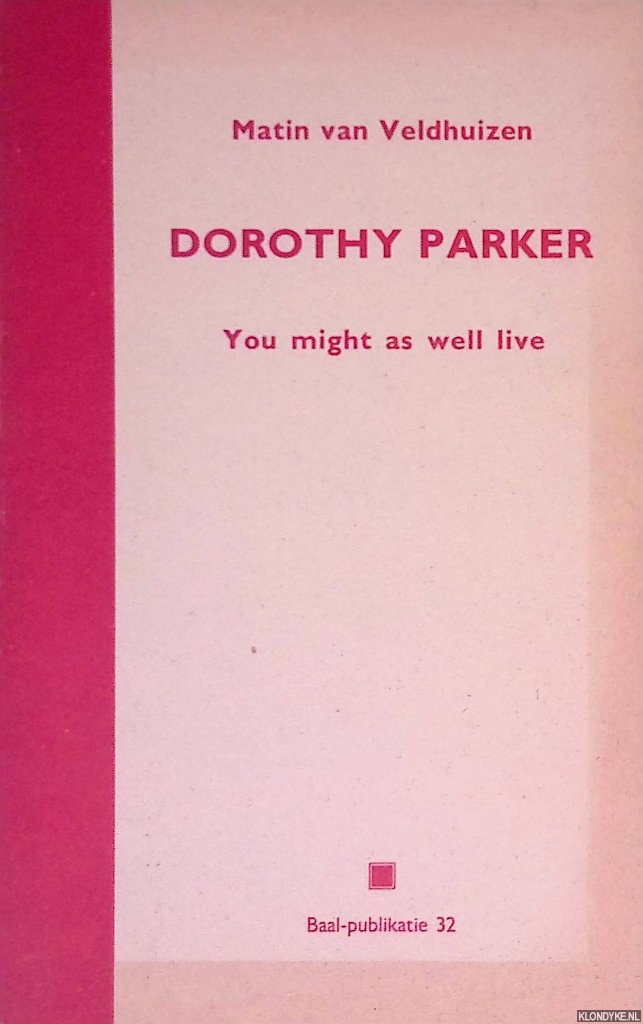 Matin van Veldhuizen
DOROTHY PARKER
You might as well live
Baal-publikatie 32
KLONDYKE.NL